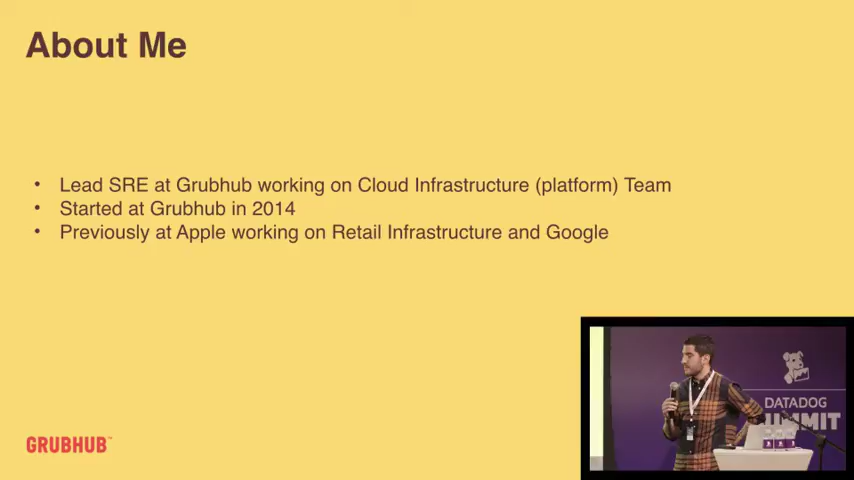 About Me
• Lead SRE at Grubhub working on Cloud Infrastructure (platform) Team
• Started at Grubhub in 2014
• Previously at Apple working on Retail Infrastructure and Google
GRUBHUB™
DATADOG
SUMMIT